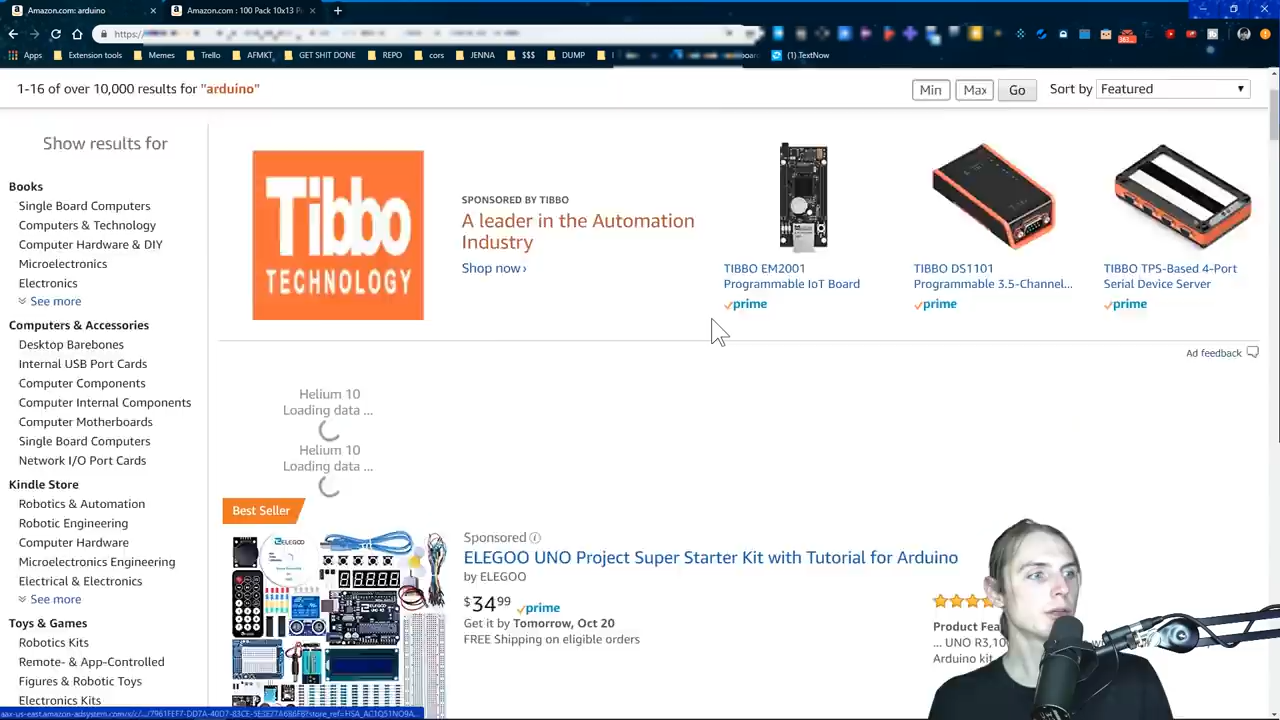 Amazon.com: arduino
Amazon.com : 100 Pack 10x13 P
https://
Apps
Extension tools
Memes
Trello
AFMKT
GET SHIT DONE
REPO
cors
JENNA
$$$
DUMP
(1) TextNow
1-16 of over 10,000 results for "arduino"
Min
Max
Go
Sort by
Featured
Show results for
Books
Single Board Computers
Computers & Technology
Computer Hardware & DIY
Microelectronics
Electronics
See more
Computers & Accessories
Desktop Barebones
Internal USB Port Cards
Computer Components
Computer Internal Components
Computer Motherboards
Single Board Computers
Network I/O Port Cards
Kindle Store
Robotics & Automation
Robotic Engineering
Computer Hardware
Microelectronics Engineering
Electrical & Electronics
See more
Toys & Games
Robotics Kits
Remote- & App-Controlled
Figures & Robotic Toys
Electronics Kits
Tibbo
TECHNOLOGY
SPONSORED BY TIBBO
A leader in the Automation
Industry
Shop now ›
TIBBO EM2001
Programmable IoT Board
prime
TIBBO DS1101
Programmable 3.5-Channel...
prime
TIBBO TPS-Based 4-Port
Serial Device Server
prime
Ad feedback
Helium 10
Loading data ...
Helium 10
Loading data ...
Best Seller
ELEGOO
Sponsored
ELEGOO UNO Project Super Starter Kit with Tutorial for Arduino
by ELEGOO
$34 99
prime
Get it by Tomorrow, Oct 20
FREE Shipping on eligible orders
Product Fea
... UNO R3,10
Arduino kit